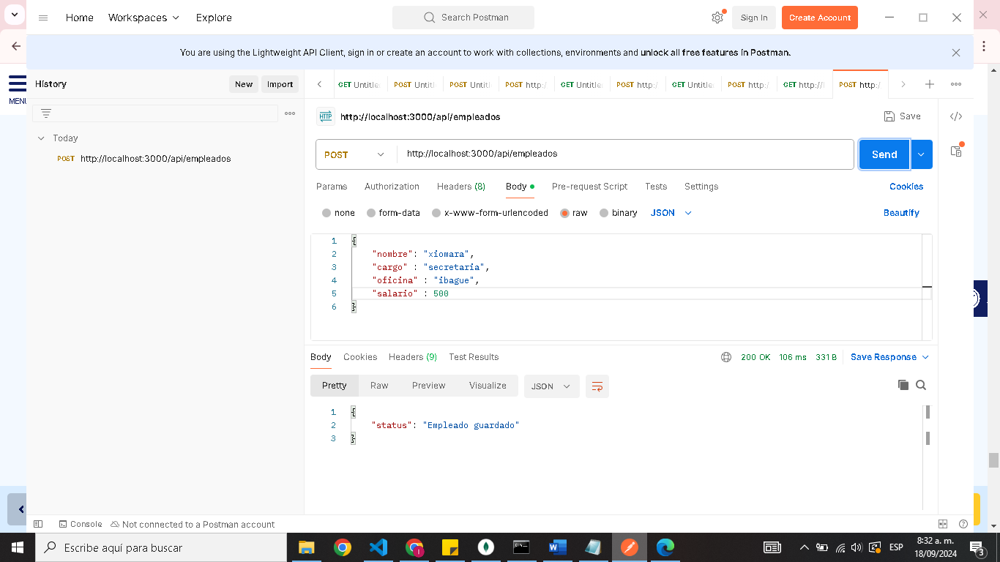 Home Workspaces Explore Search Postman Sign In Create Account
You are using the Lightweight API Client, sign in or create an account to work with collections, environments and unlock all free features in Postman.
MENU
History New Import
Today
POST http://localhost:3000/api/empleados
GET Untitle POST Untitl POST Untitl POST http:/ GET Untitle POST http:/ GET Untitle POST http:/ GET http://l POST http:/
HTTP http://localhost:3000/api/empleados Save
POST http://localhost:3000/api/empleados Send
Params Authorization Headers (8) Body Pre-request Script Tests Settings Cookies
none form-data x-www-form-urlencoded raw binary JSON Beautify
1 {
2 "nombre": "xiomara",
3 "cargo" : "secretaria",
4 "oficina" : "ibague",
5 "salario" : 500
6 }
Body Cookies Headers (9) Test Results 200 OK 106 ms 331 B Save Response
Pretty Raw Preview Visualize JSON
1 {
2 "status": "Empleado guardado"
3 }
Console Not connected to a Postman account
Escribe aquí para buscar ESP 8:32 a. m.
18/09/2024 3